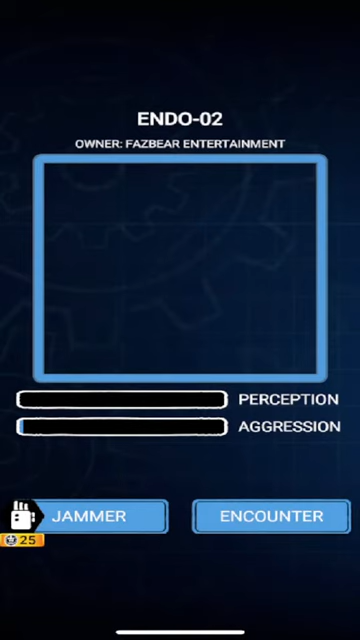 ENDO-02
OWNER: FAZBEAR ENTERTAINMENT
PERCEPTION
AGGRESSION
JAMMER
ENCOUNTER
25